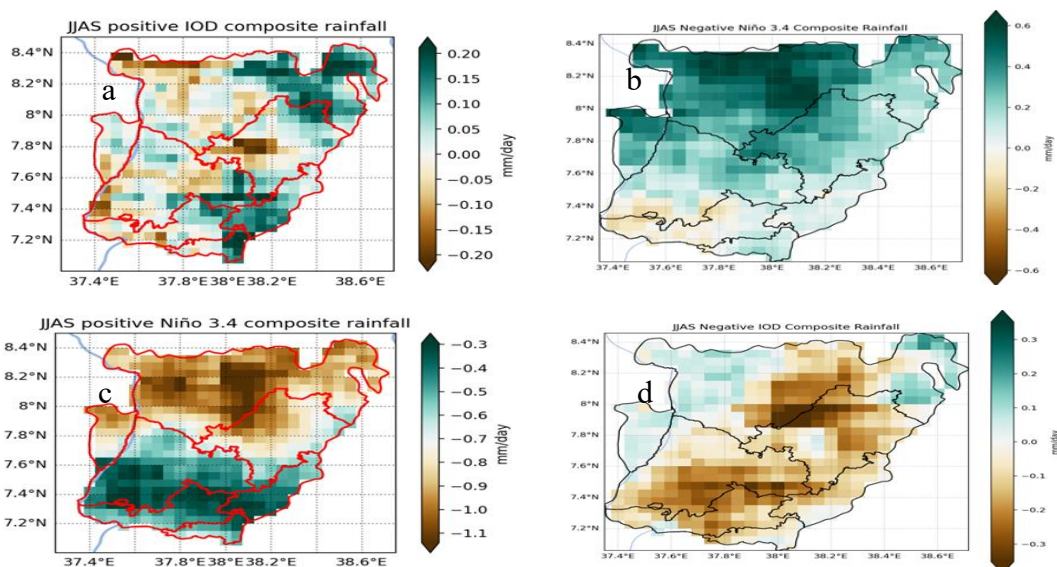 JJAS positive IOD composite rainfall
a
8.4°N
8.2°N
8°N
7.8°N
7.6°N
7.4°N
7.2°N
37.4°E
37.8°E
38°E
38.2°E
38.6°E
0.20
0.15
0.10
0.05
0.00
−0.05
−0.10
−0.15
−0.20
mm/day
JJAS Negative Niño 3.4 Composite Rainfall
b
8.4°N
8.2°N
8°N
7.8°N
7.6°N
7.4°N
7.2°N
37.4°E
37.6°E
37.8°E
38°E
38.2°E
38.4°E
38.6°E
0.6
0.4
0.2
0.0
−0.2
−0.4
−0.6
mm/day
JJAS positive Niño 3.4 composite rainfall
c
8.4°N
8.2°N
8°N
7.8°N
7.6°N
7.4°N
7.2°N
37.4°E
37.8°E
38°E
38.2°E
38.6°E
−0.3
−0.4
−0.5
−0.6
−0.7
−0.8
−0.9
−1.0
−1.1
mm/day
JJAS Negative IOD Composite Rainfall
d
8.4°N
8.2°N
8°N
7.8°N
7.6°N
7.4°N
7.2°N
37.4°E
37.6°E
37.8°E
38°E
38.2°E
38.4°E
38.6°E
0.3
0.2
0.1
0.0
−0.1
−0.2
−0.3
mm/day